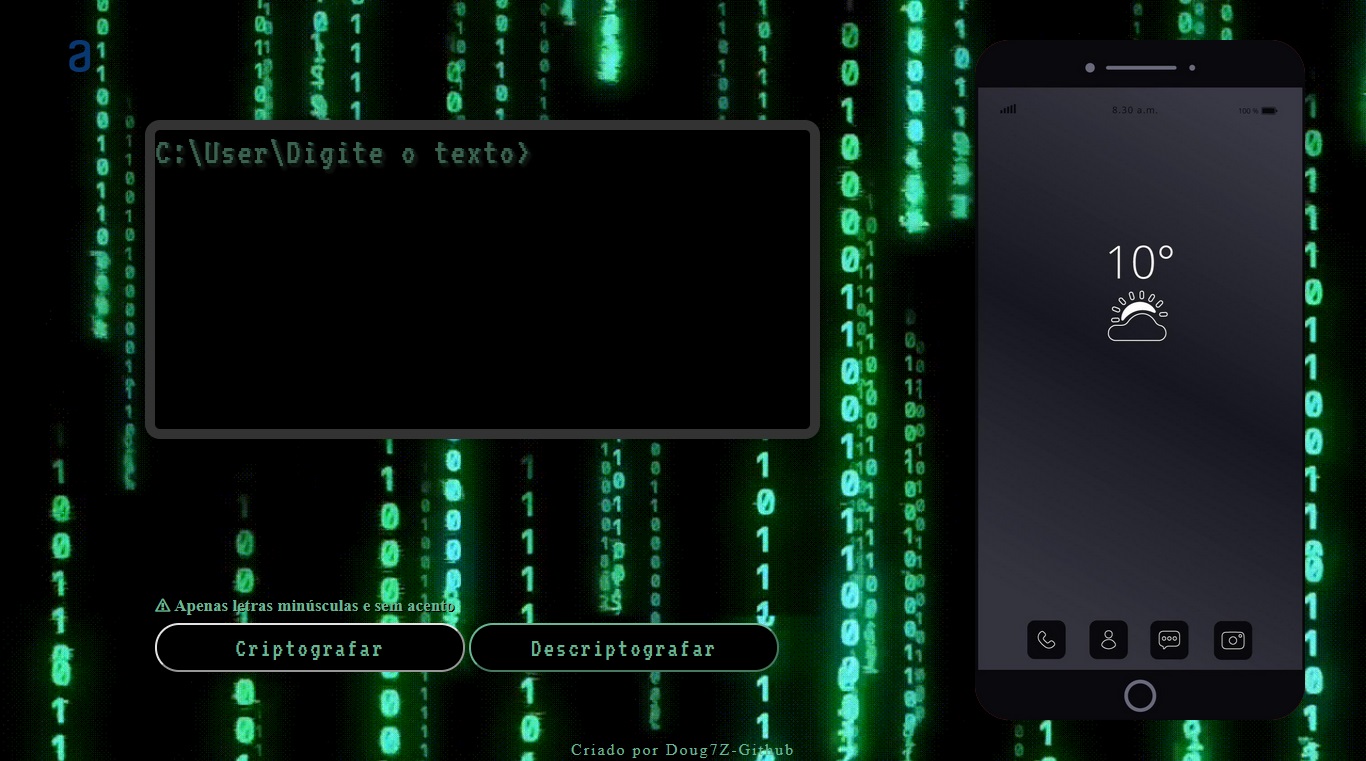 a
C:\User\Digite o texto>
8.30 a.m.
100 %
10°
⚠ Apenas letras minúsculas e sem acento
Criptografar
Descriptografar
Criado por Doug7Z-Github